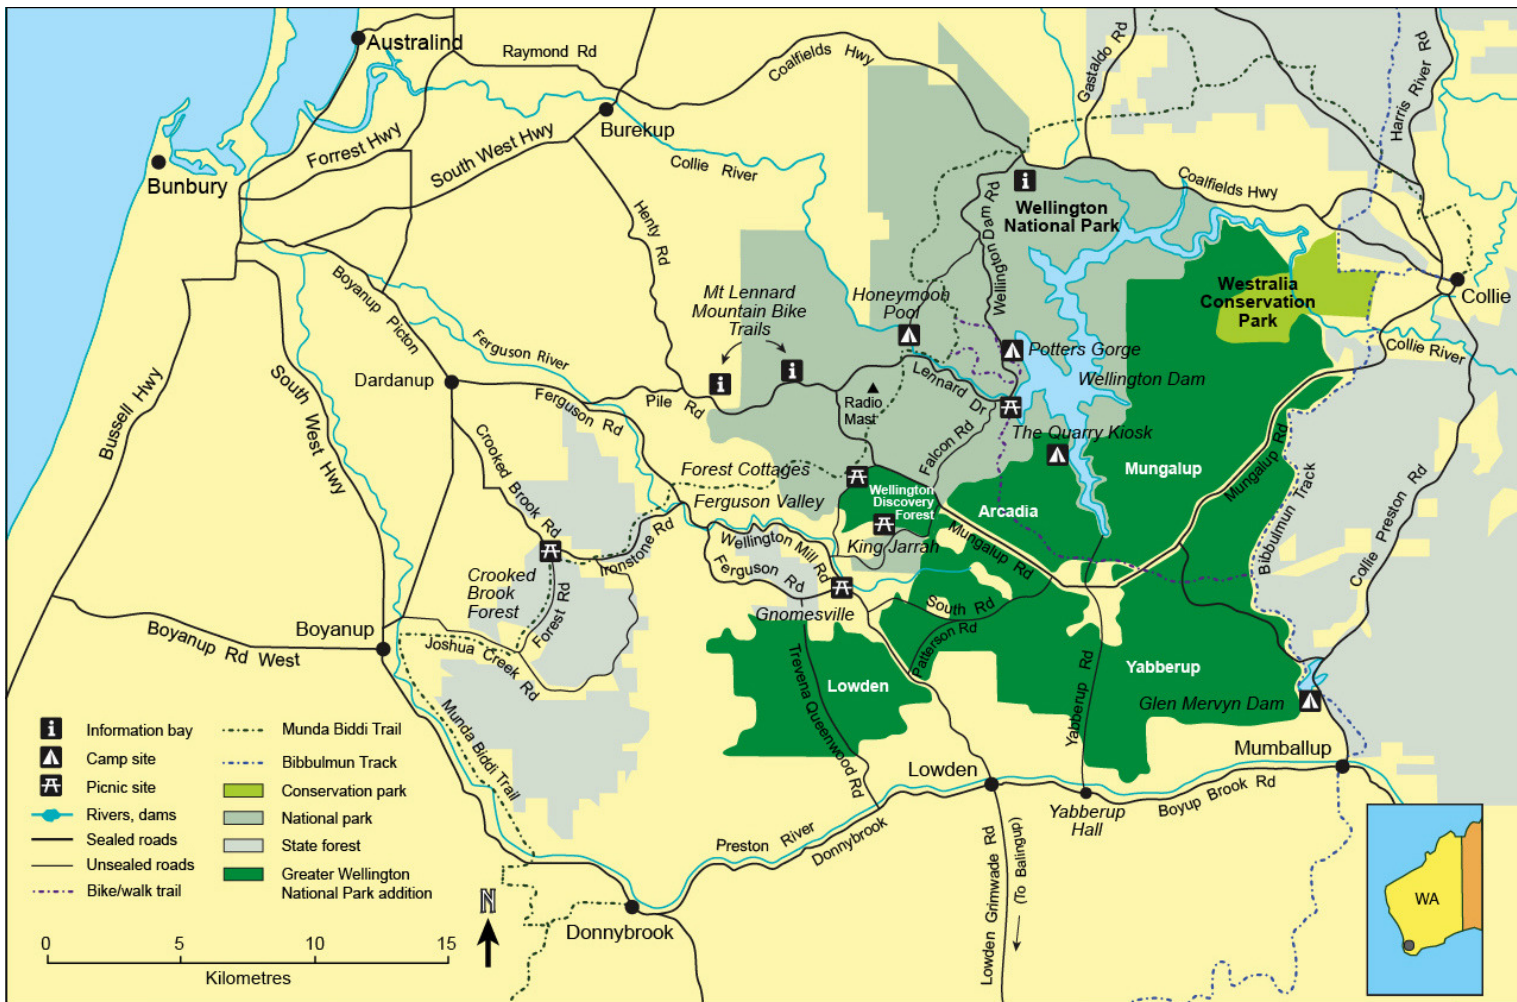 Australind
Raymond Rd
Coalfields Hwy
Gastaldo Rd
Harris River Rd
Burekup
Forrest Hwy
South West Hwy
Bunbury
Collie River
Henty Rd
Coalfields Hwy
Wellington
National Park
Wellington Dam Rd
Boyanup Picton
Mt Lennard
Mountain Bike
Trails
Honeymoon
Pool
Westralia
Conservation
Park
Collie
Collie River
Ferguson River
Potters Gorge
Wellington Dam
Dardanup
Pile Rd
Ferguson Rd
Radio
Mast
Lennard Dr
Bussell Hwy
South West Hwy
The Quarry Kiosk
Falcon Rd
Crooked Brook Rd
Forest Cottages
Mungalup
Mungalup Rd
Ferguson Valley
Wellington
Discovery
Forest
Arcadia
Bibbulmun Track
Collie Preston Rd
Ironstone Rd
Wellington Mill Rd
King Jarrah
Mungalup Rd
Crooked
Brook
Forest
Forest Rd
Ferguson Rd
Gnomesville
South Rd
Boyanup Rd West
Boyanup
Joshua Creek Rd
Patterson Rd
Trevena Queenwood Rd
Lowden
Yabberup Rd
Yabberup
Glen Mervyn Dam
Munda Biddi Trail
Mumballup
Lowden
Boyup Brook Rd
Yabberup
Hall
Preston River
Donnybrook
Lowden Grimwade Rd
(To Balingup)
Donnybrook
Information bay
Camp site
Picnic site
Rivers, dams
Sealed roads
Unsealed roads
Bike/walk trail
Munda Biddi Trail
Bibbulmun Track
Conservation park
National park
State forest
Greater Wellington
National Park addition
N
0 5 10 15
Kilometres
WA